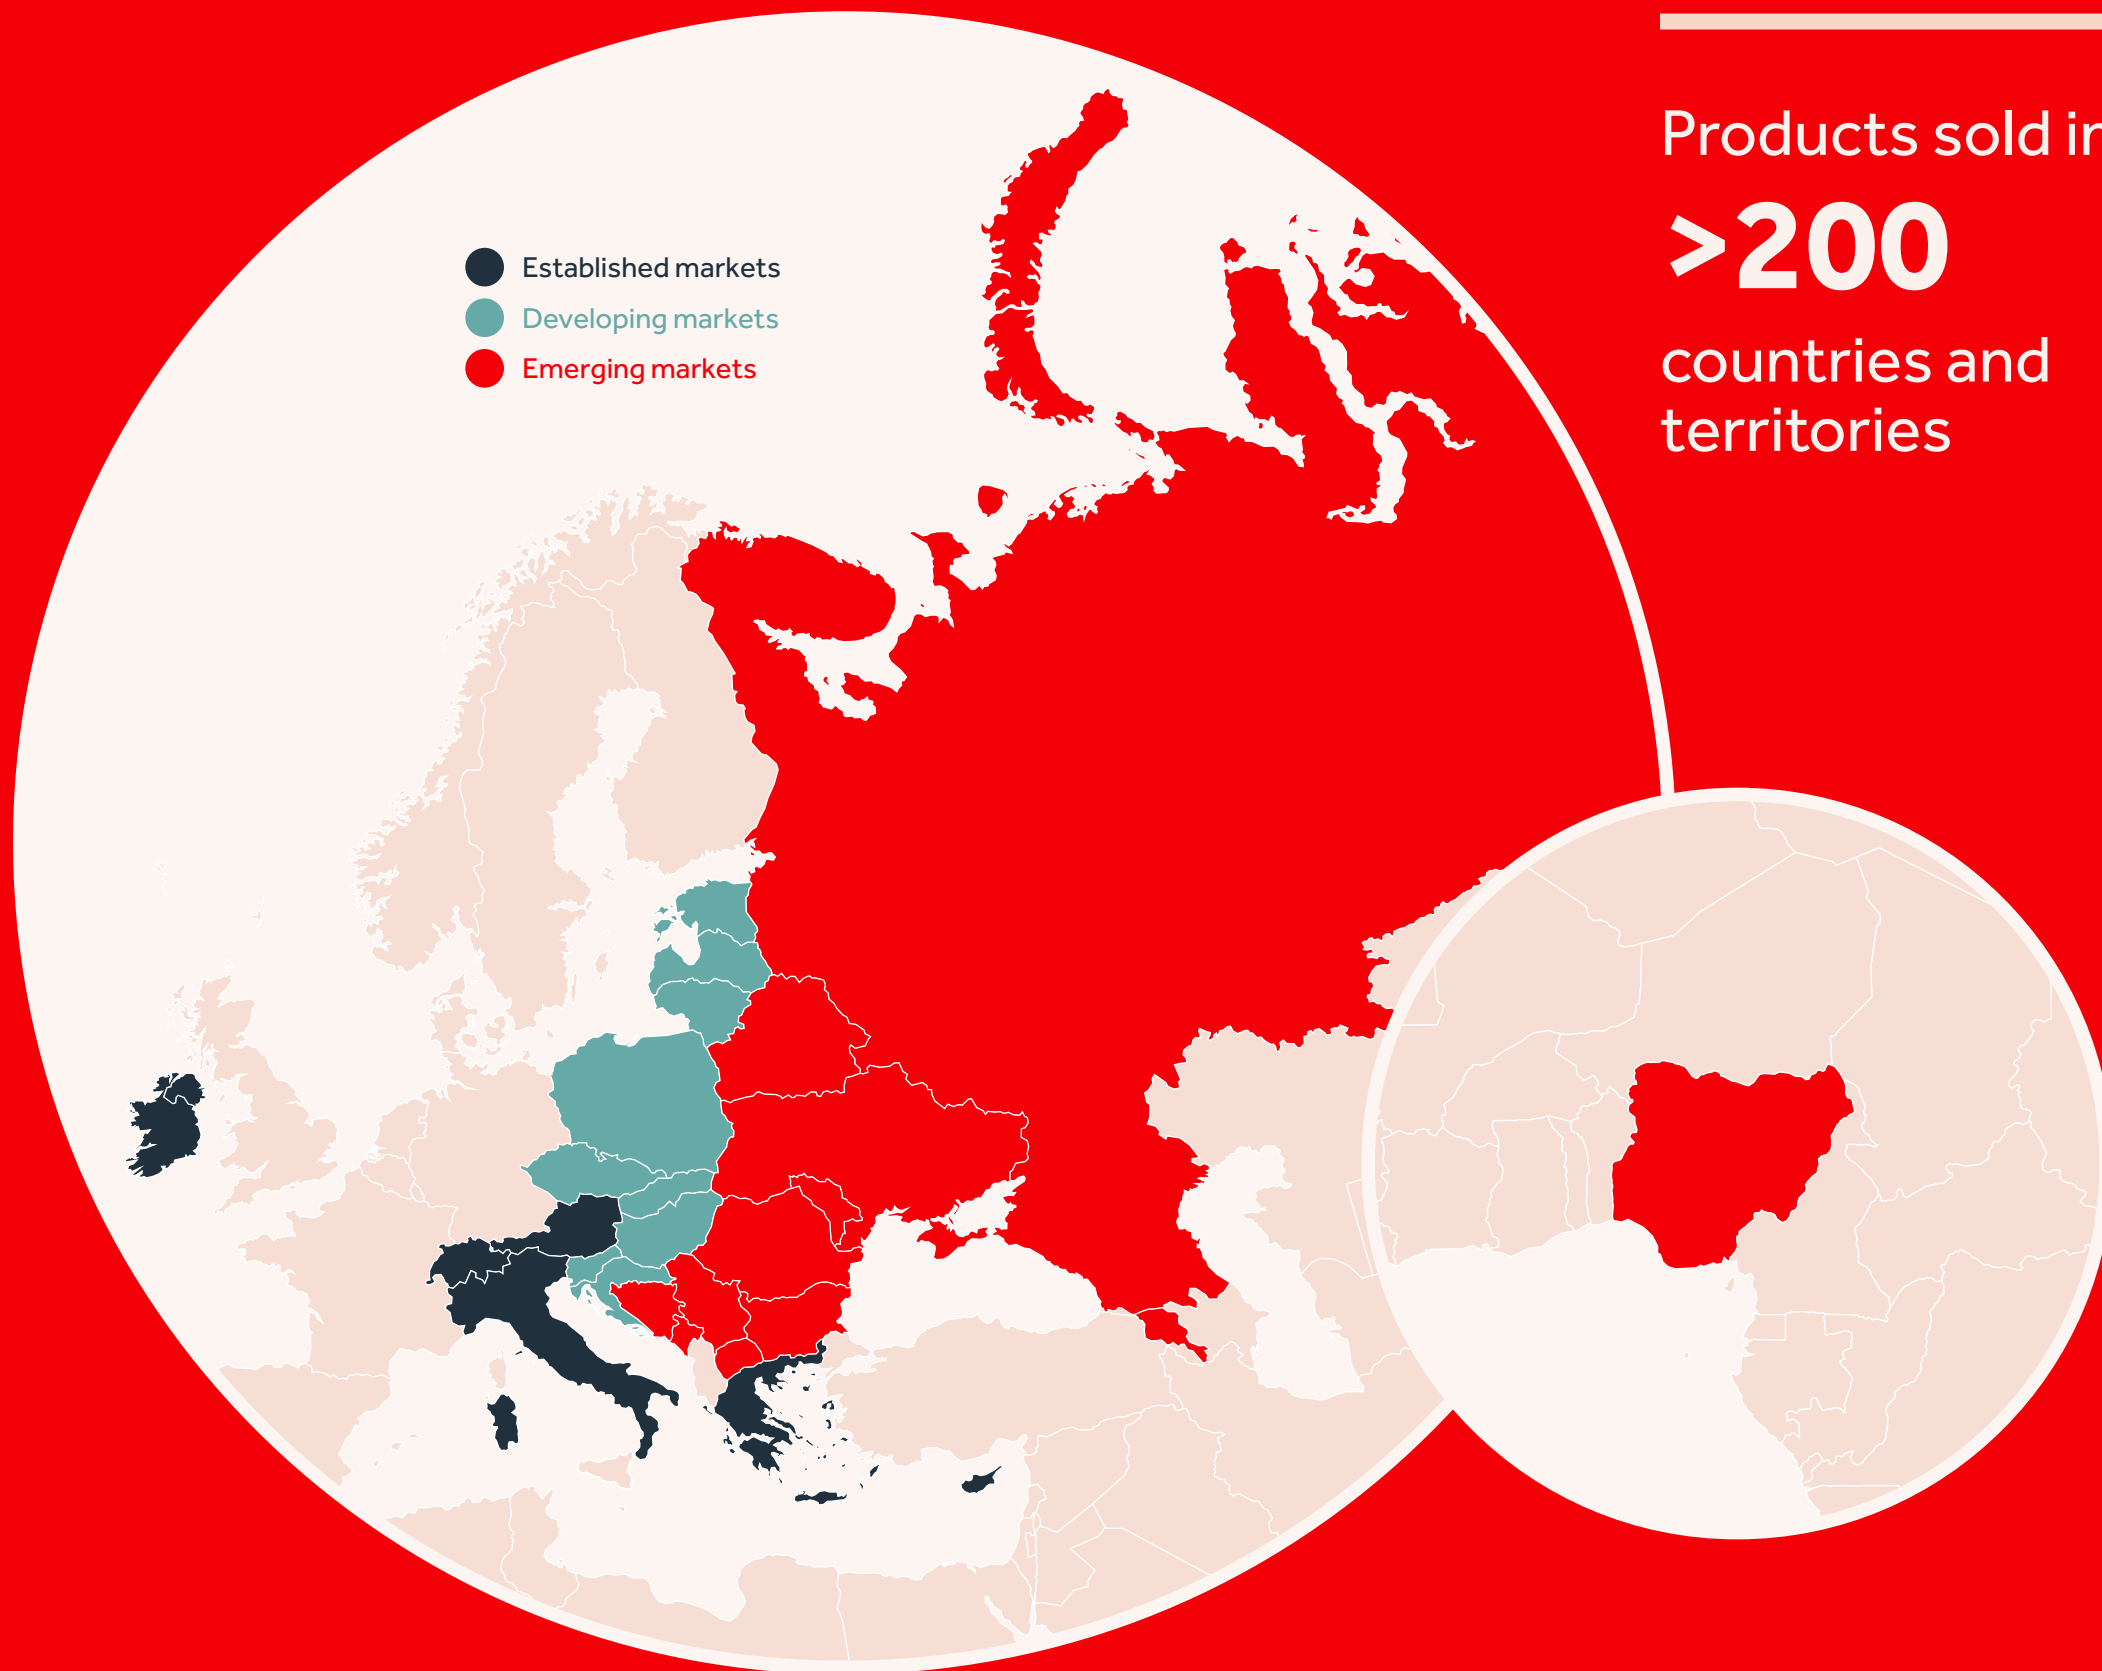 Established markets
Developing markets
Emerging markets
Products sold in
>200
countries and
territories